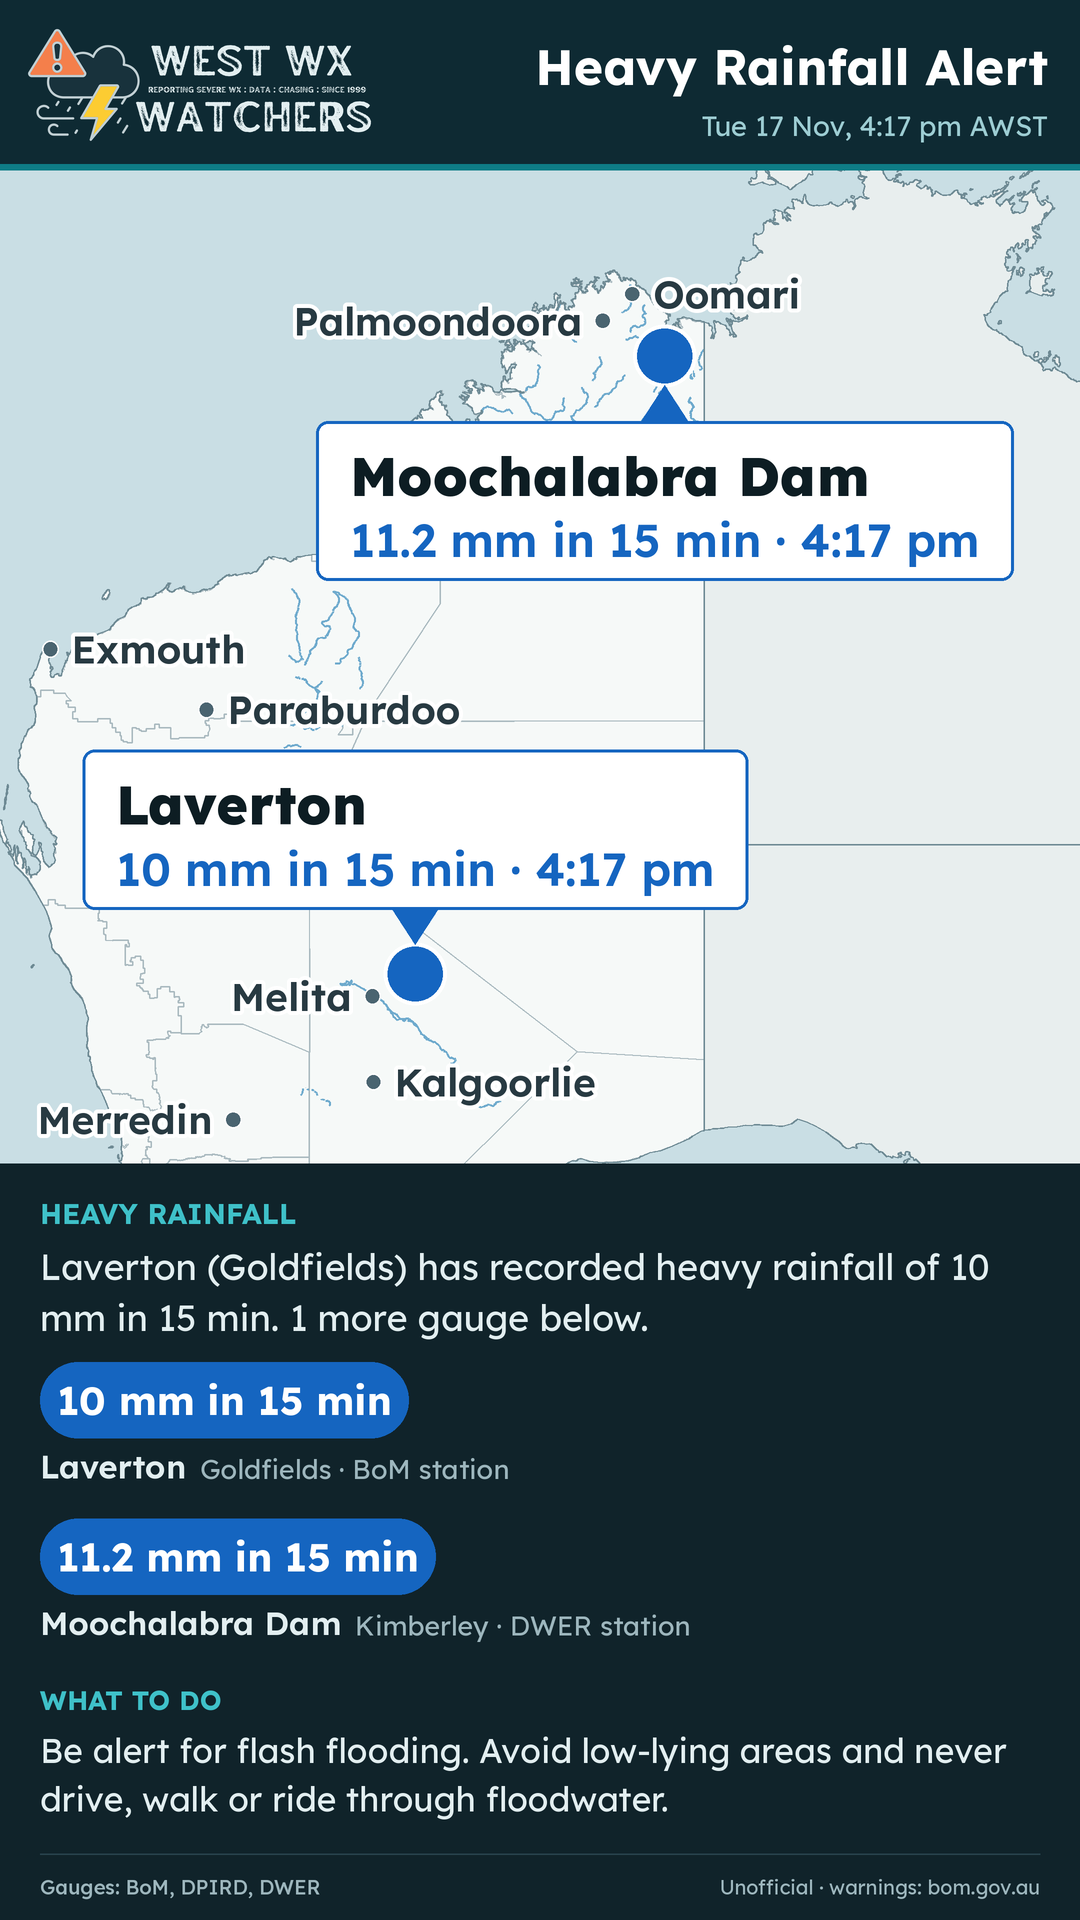 WEST WX
REPORTING SEVERE WX : DATA : CHASING : SINCE 1999
WATCHERS
Heavy Rainfall Alert
Tue 17 Nov, 4:17 pm AWST
Oomari
Palmoondoora
Moochalabra Dam
11.2 mm in 15 min · 4:17 pm
Exmouth
Paraburdoo
Laverton
10 mm in 15 min · 4:17 pm
Melita
Kalgoorlie
Merredin
HEAVY RAINFALL
Laverton (Goldfields) has recorded heavy rainfall of 10
mm in 15 min. 1 more gauge below.
10 mm in 15 min
Laverton Goldfields · BoM station
11.2 mm in 15 min
Moochalabra Dam Kimberley · DWER station
WHAT TO DO
Be alert for flash flooding. Avoid low-lying areas and never
drive, walk or ride through floodwater.
Gauges: BoM, DPIRD, DWER
Unofficial · warnings: bom.gov.au